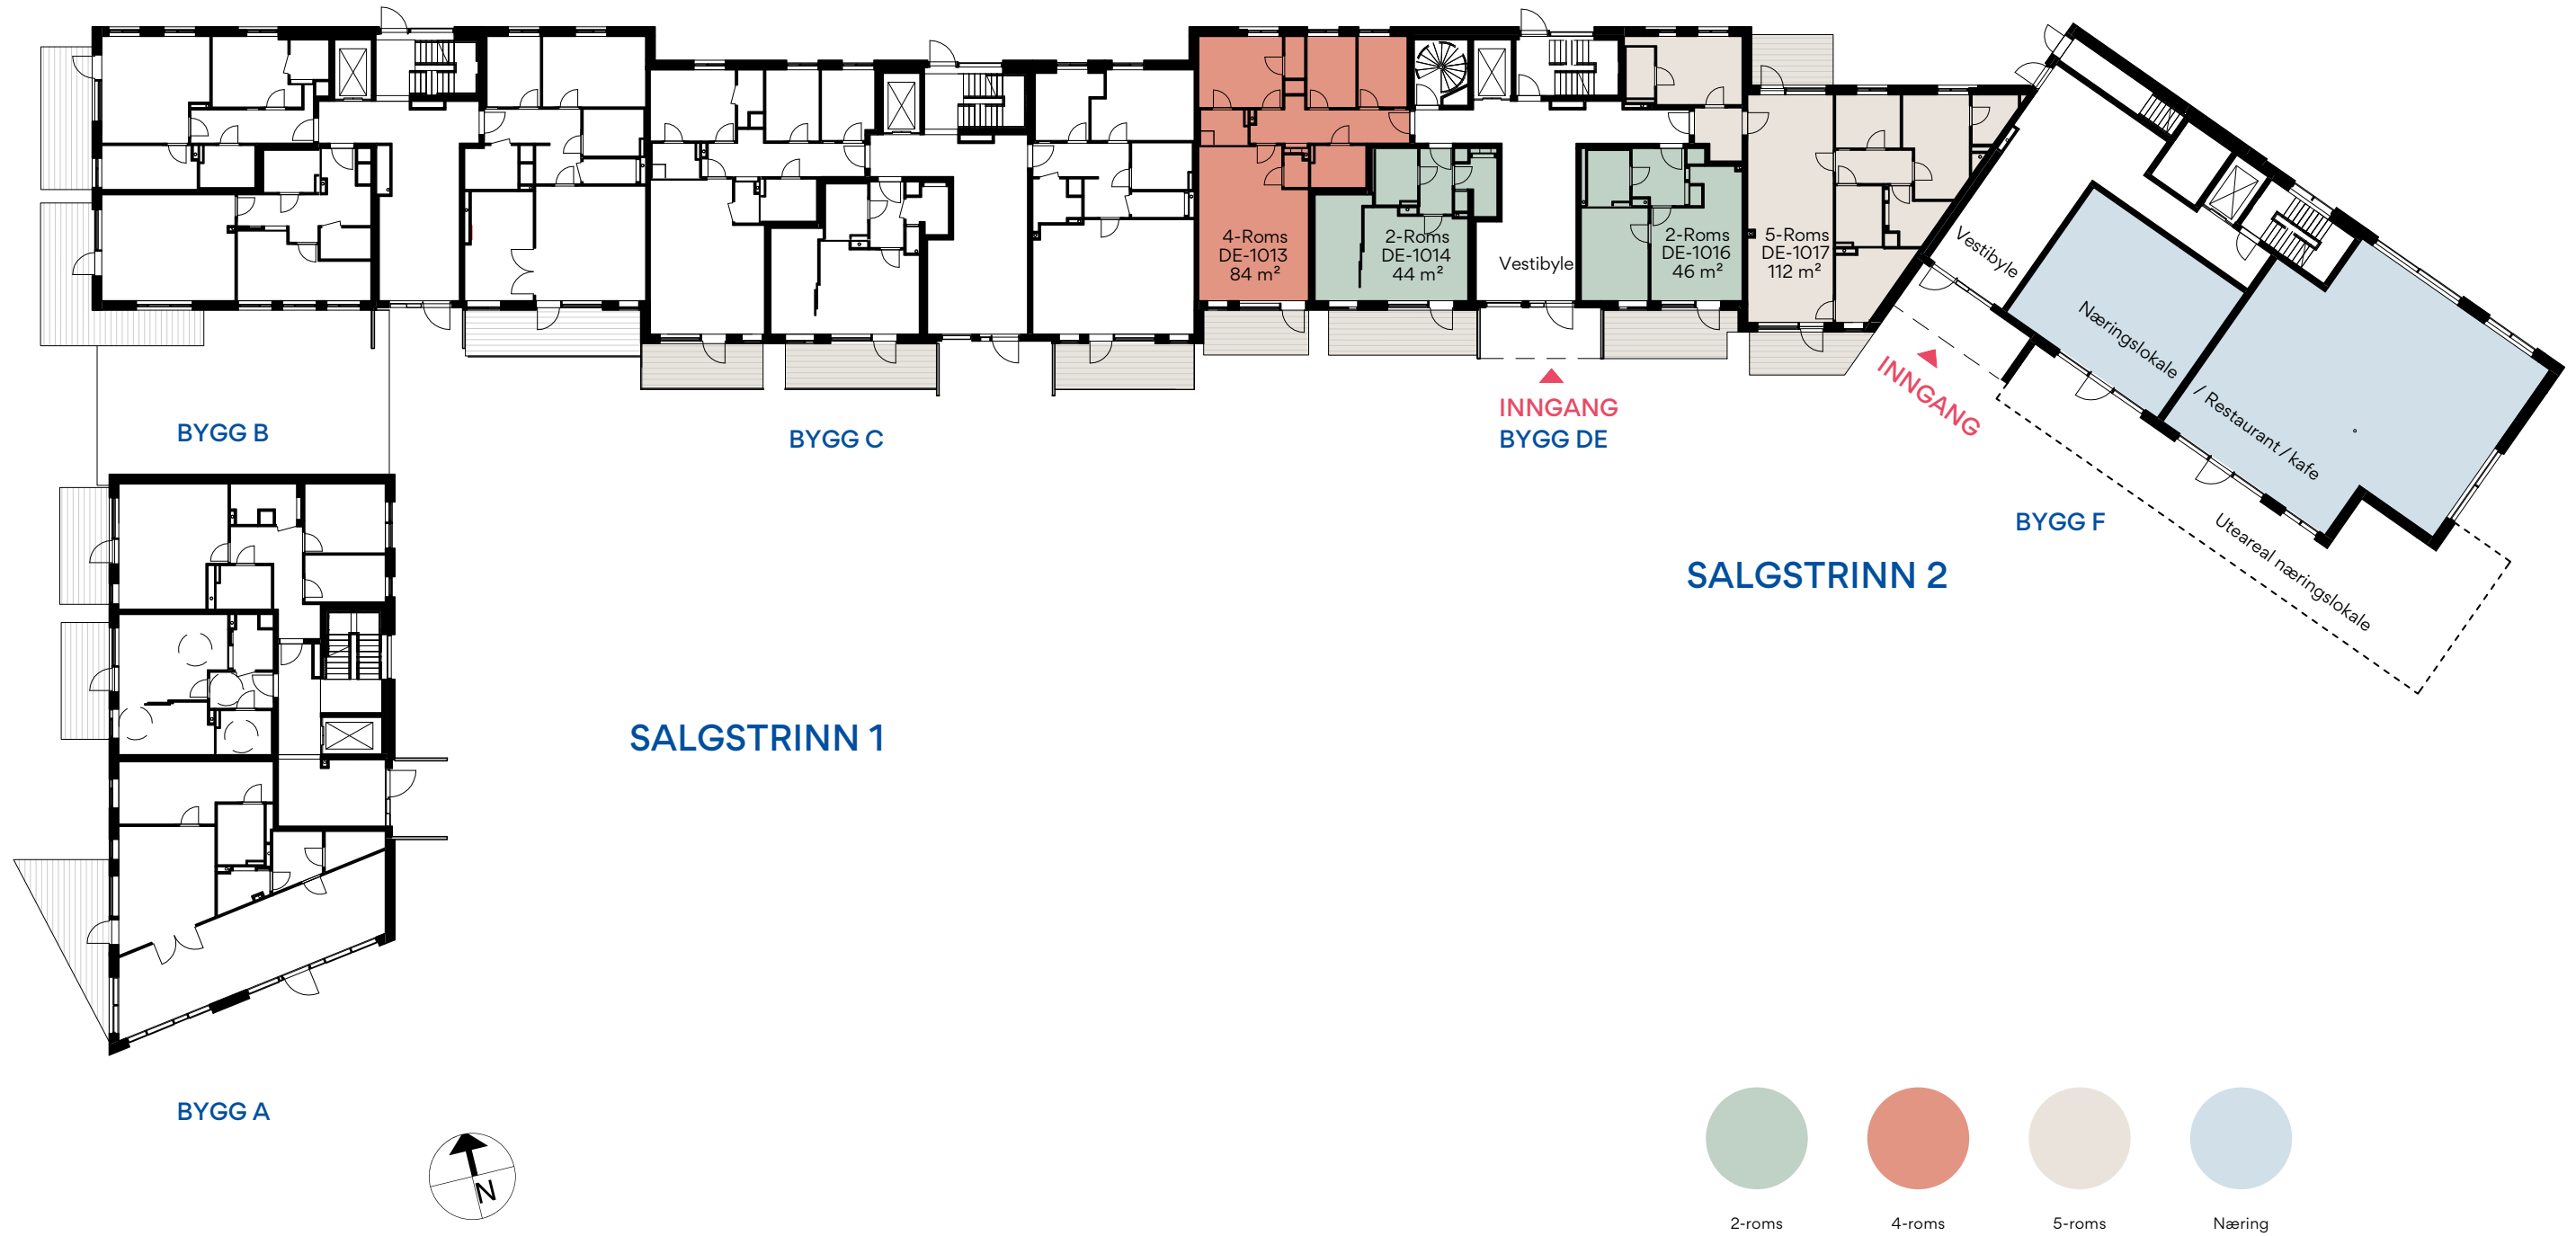 4-Roms
DE-1013
84 m²
2-Roms
DE-1014
44 m²
Vestibyle
2-Roms
DE-1016
46 m²
5-Roms
DE-1017
112 m²
Vestibyle
Næringslokale
/ Restaurant / kafe
INNGANG
INNGANG
BYGG B
BYGG C
BYGG DE
BYGG F
Uteareal næringslokale
SALGSTRINN 2
SALGSTRINN 1
BYGG A
N
2-roms
4-roms
5-roms
Næring